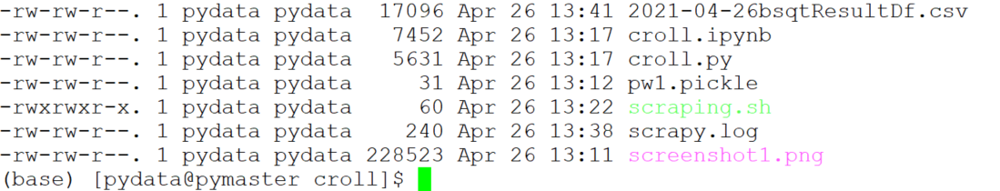 -rw-rw-r--. 1 pydata pydata  17096 Apr 26 13:41 2021-04-26bsqtResultDf.csv
-rw-rw-r--. 1 pydata pydata   7452 Apr 26 13:17 croll.ipynb
-rw-rw-r--. 1 pydata pydata   5631 Apr 26 13:17 croll.py
-rw-rw-r--. 1 pydata pydata     31 Apr 26 13:12 pw1.pickle
-rwxrwxr-x. 1 pydata pydata     60 Apr 26 13:22 scraping.sh
-rw-rw-r--. 1 pydata pydata    240 Apr 26 13:38 scrapy.log
-rw-rw-r--. 1 pydata pydata 228523 Apr 26 13:11 screenshot1.png
(base) [pydata@pymaster croll]$